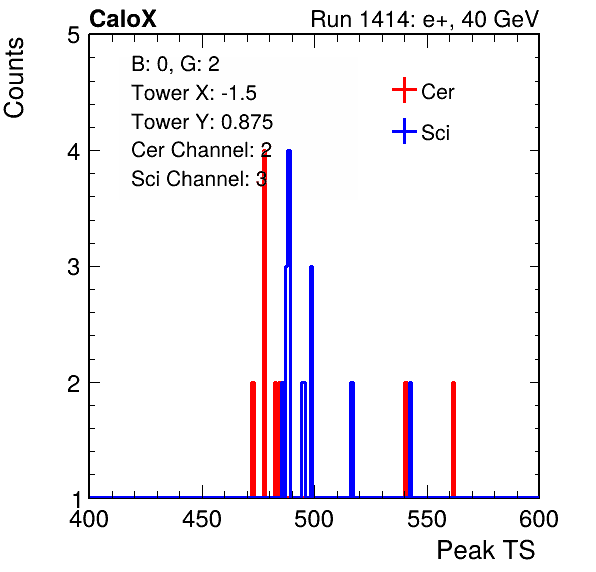 CaloX Run 1414: e+, 40 GeV
Counts
B: 0, G: 2
Tower X: -1.5
Tower Y: 0.875
Cer Channel: 2
Sci Channel: 3
Cer
Sci
5
4
3
2
1
400 450 500 550 600
Peak TS